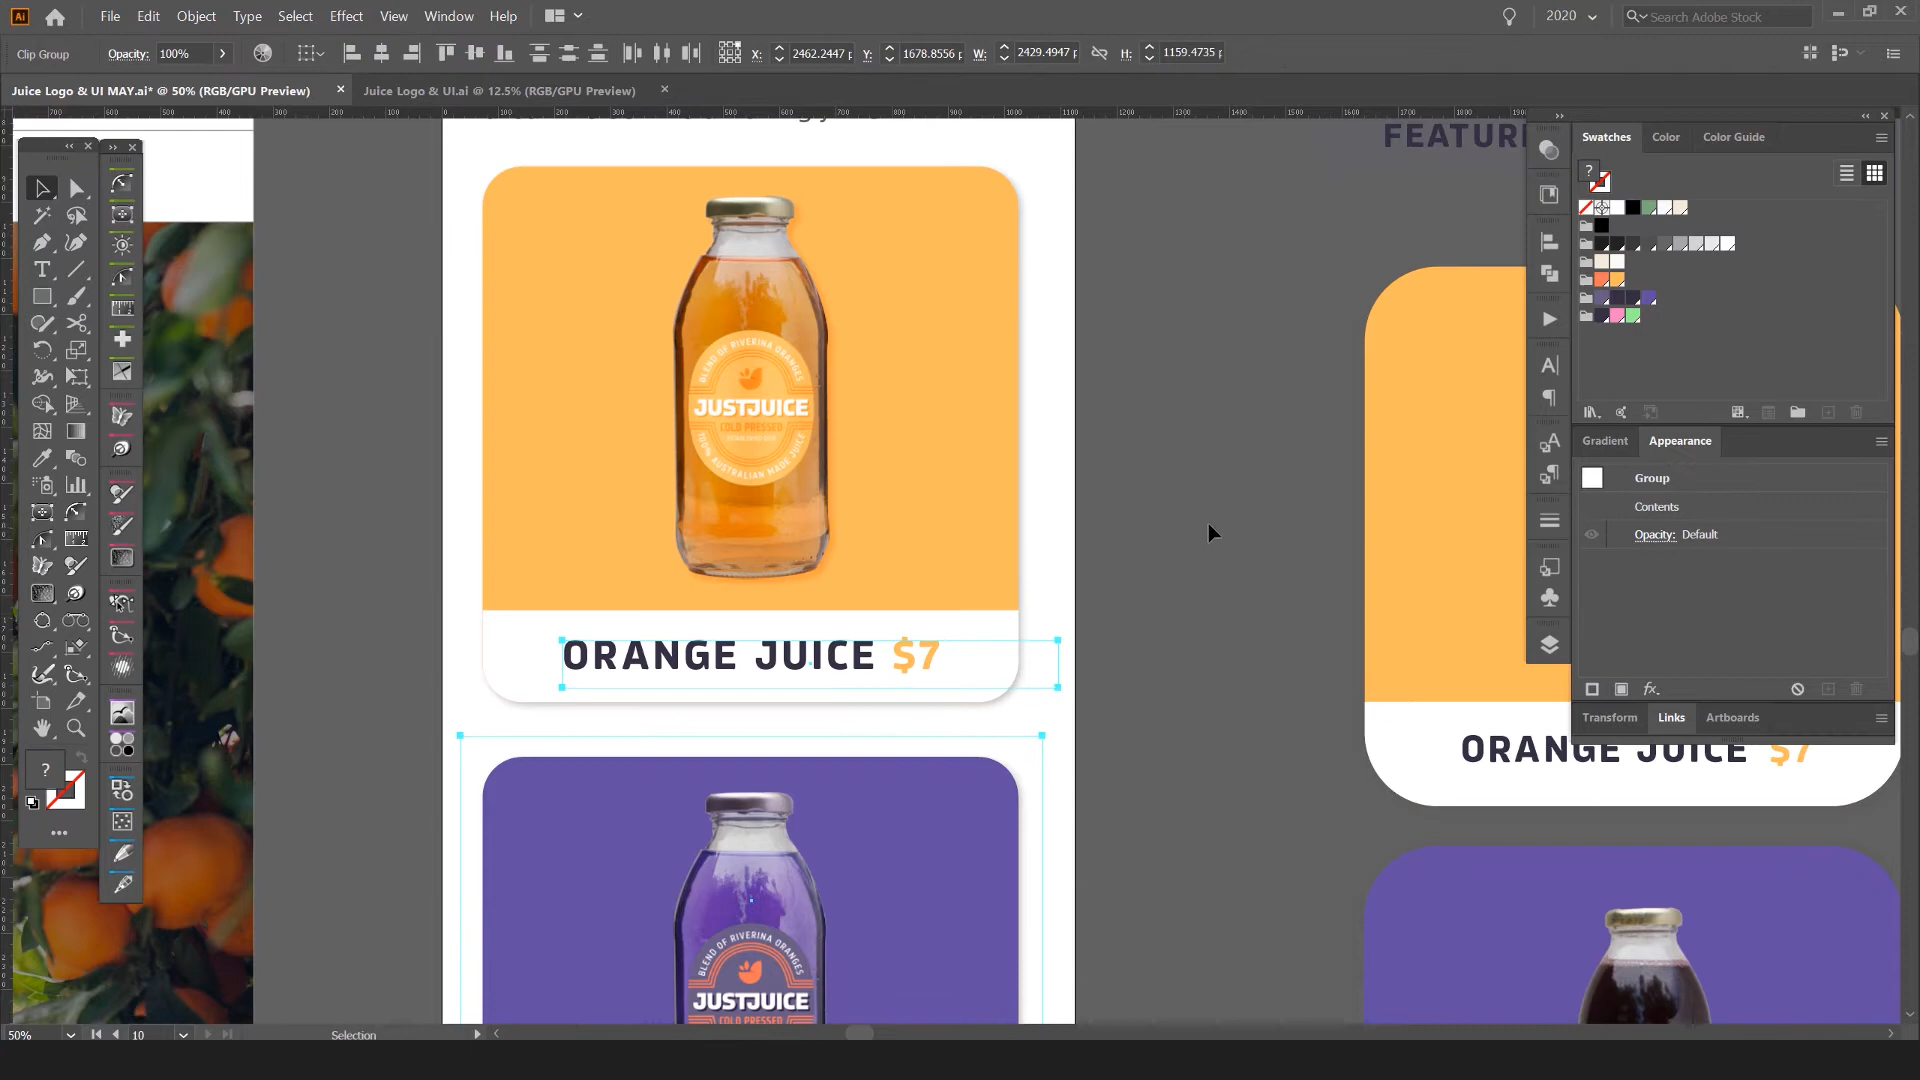 Ai File Edit Object Type Select Effect View Window Help 2020 Search Adobe Stock
Clip Group Opacity: 100% X: 2462.2447 Y: 1678.8556 W: 2429.4947 H: 1159.4735
Juice Logo & UI MAY.ai* @ 50% (RGB/GPU Preview) Juice Logo & UI.ai @ 12.5% (RGB/GPU Preview)
FEATUR
Swatches Color Color Guide
BLEND OF RIVERINA ORANGES
JUSTJUICE
COLD PRESSED
100% AUSTRALIAN MADE JUICE
Gradient Appearance
Group
Contents
Opacity: Default
Transform Links Artboards
ORANGE JUICE $7
ORANGE JUICE $7
BLEND OF RIVERINA ORANGES
JUSTJUICE
COLD PRESSED
50% 10 Selection